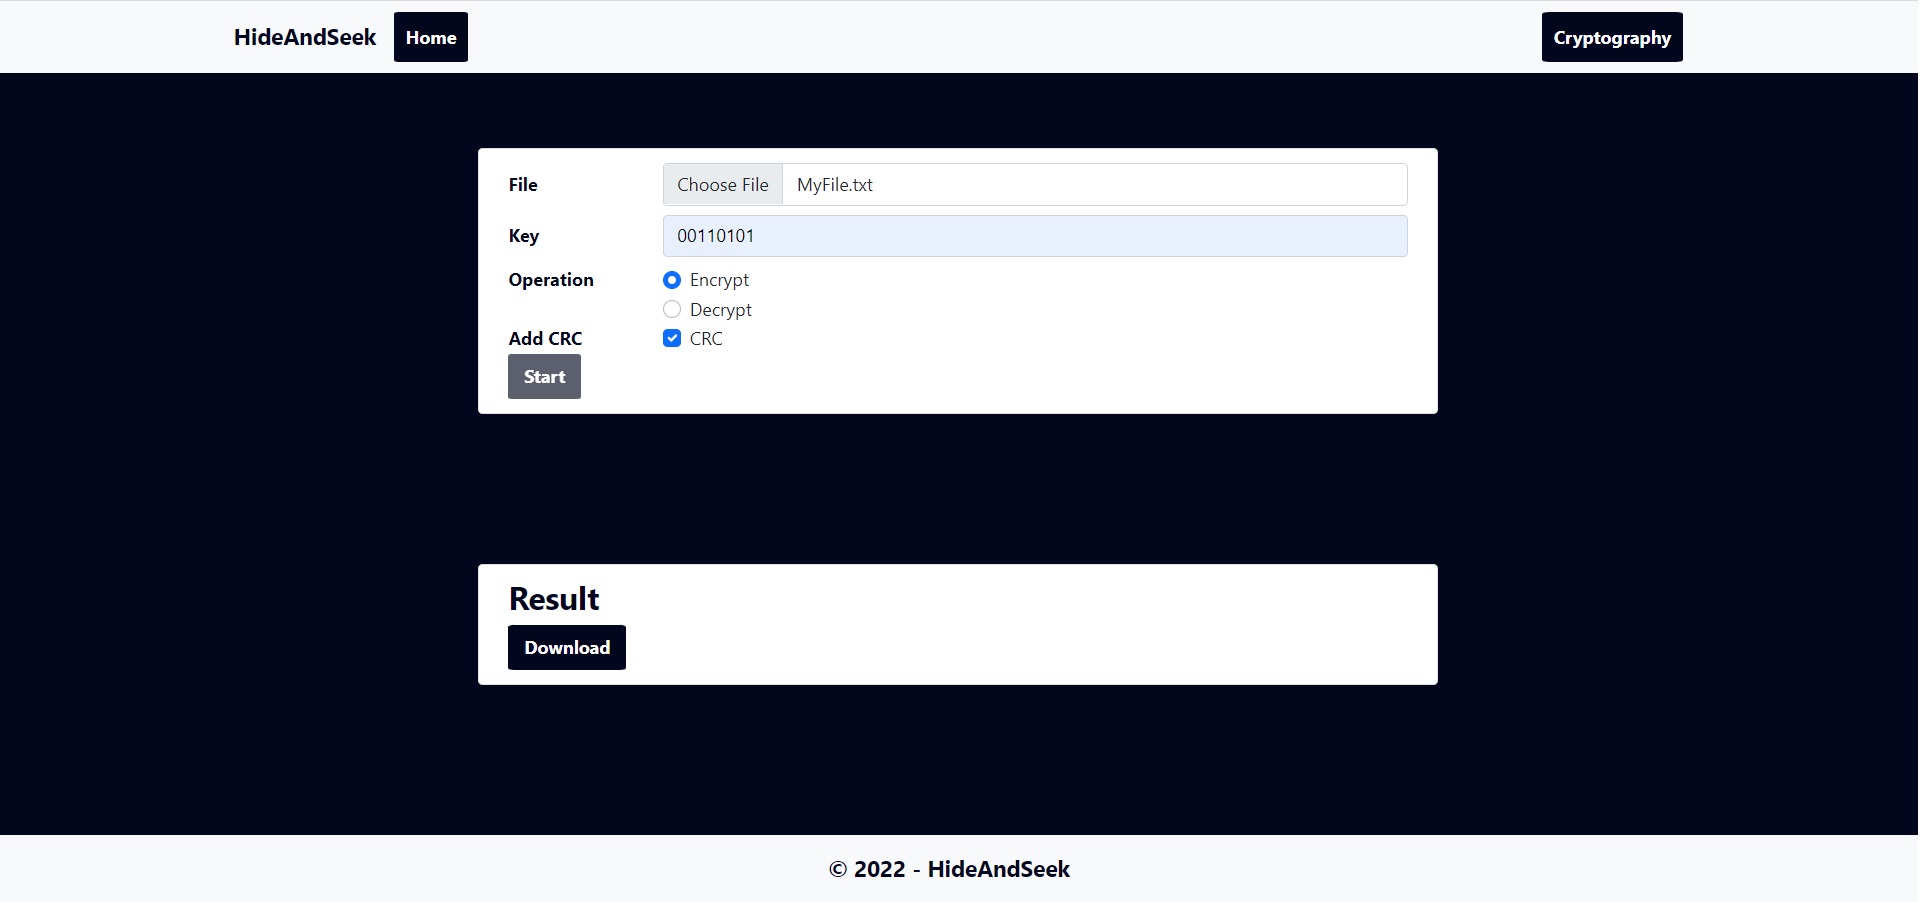 HideAndSeek Home Cryptography
File Choose File MyFile.txt
Key 00110101
Operation Encrypt
Decrypt
Add CRC CRC
Start
Result
Download
© 2022 - HideAndSeek